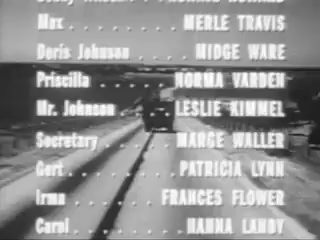 Max . . . . . . . . MERLE TRAVIS
Doris Johnson . . . . MIDGE WARE
Priscilla . . . . . NORMA VARDEN
Mr. Johnson . . . LESLIE KIMMEL
Secretary . . . . MARGE WALLER
Gert . . . . . . . . PATRICIA LYNN
Irma . . . . . . FRANCES FLOWER
Carol . . . . . . . HANNA LANDY